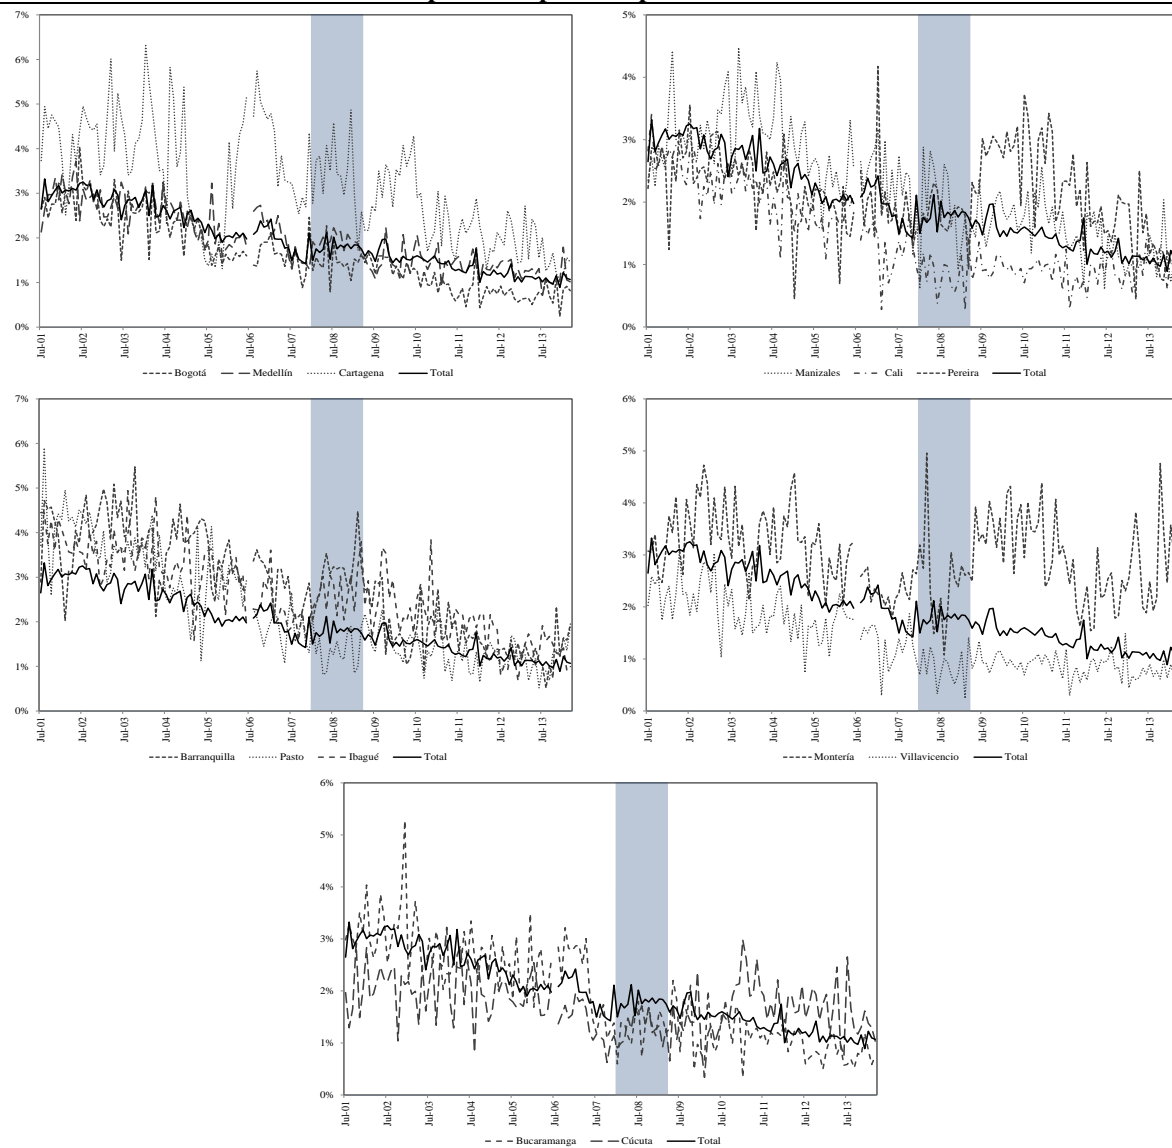 7%
6%
5%
4%
3%
2%
1%
0%
Jul-01
Jul-02
Jul-03
Jul-04
Jul-05
Jul-06
Jul-07
Jul-08
Jul-09
Jul-10
Jul-11
Jul-12
Jul-13
Bogotá Medellín Cartagena Total
5%
4%
3%
2%
1%
0%
Jul-01
Jul-02
Jul-03
Jul-04
Jul-05
Jul-06
Jul-07
Jul-08
Jul-09
Jul-10
Jul-11
Jul-12
Jul-13
Manizales Cali Pereira Total
7%
6%
5%
4%
3%
2%
1%
0%
Jul-01
Jul-02
Jul-03
Jul-04
Jul-05
Jul-06
Jul-07
Jul-08
Jul-09
Jul-10
Jul-11
Jul-12
Jul-13
Barranquilla Pasto Ibagué Total
6%
5%
4%
3%
2%
1%
0%
Jul-01
Jul-02
Jul-03
Jul-04
Jul-05
Jul-06
Jul-07
Jul-08
Jul-09
Jul-10
Jul-11
Jul-12
Jul-13
Montería Villavicencio Total
6%
5%
4%
3%
2%
1%
0%
Jul-01
Jul-02
Jul-03
Jul-04
Jul-05
Jul-06
Jul-07
Jul-08
Jul-09
Jul-10
Jul-11
Jul-12
Jul-13
Bucaramanga Cúcuta Total